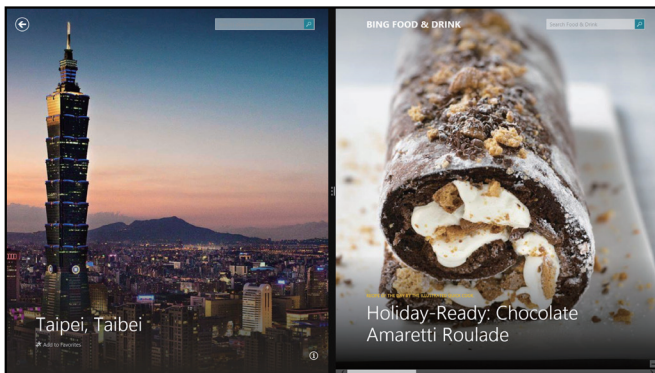 Taipei, Taibei
Add to Favorites
BING FOOD & DRINK
Search Food & Drink
Holiday-Ready: Chocolate
Amaretti Roulade